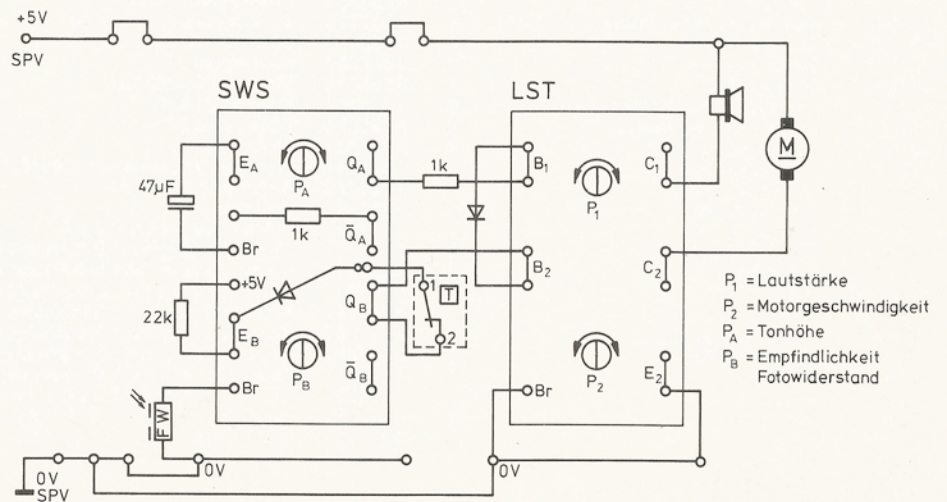 +5V
SPV
SWS
LST
E_A
P_A
Q_A
1k
B_1
P_1
C_1
M
47µF
Br
1k
Q̅_A
+5V
22k
E_B
P_B
Q_B
Q̅_B
1
T
2
B_2
C_2
P_2
E_2
Br
Br
FW
0V
0V
0V
SPV
P_1 = Lautstärke
P_2 = Motorgeschwindigkeit
P_A = Tonhöhe
P_B = Empfindlichkeit
Fotowiderstand